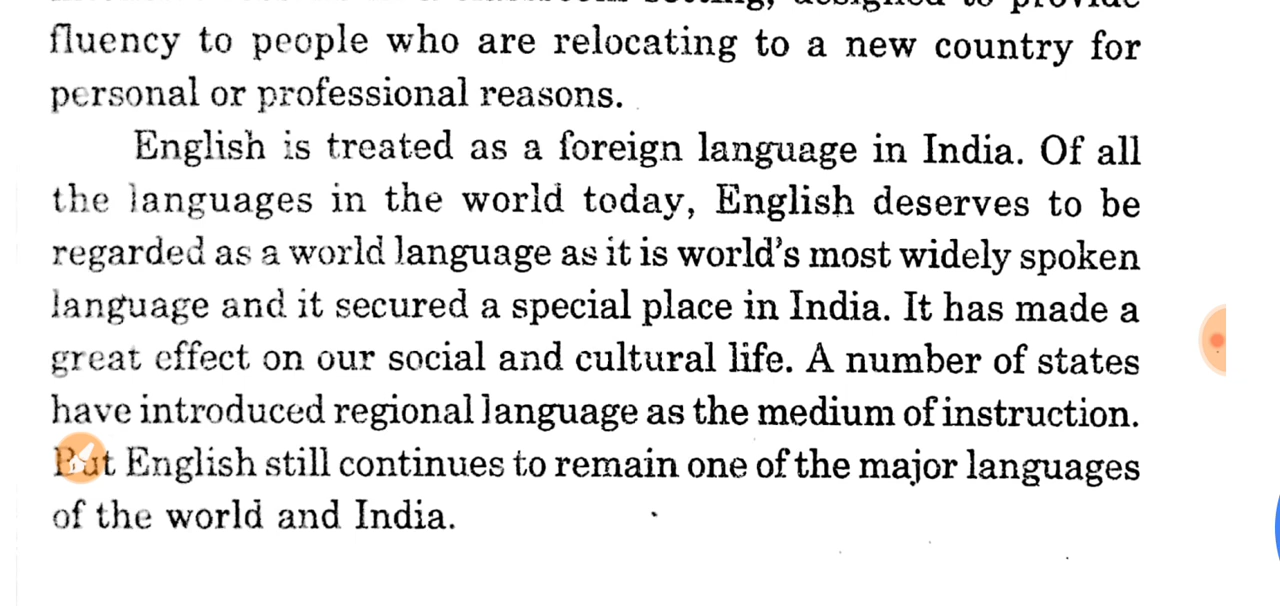 fluency to people who are relocating to a new country for
personal or professional reasons.
English is treated as a foreign language in India. Of all
the languages in the world today, English deserves to be
regarded as a world language as it is world's most widely spoken
language and it secured a special place in India. It has made a
great effect on our social and cultural life. A number of states
have introduced regional language as the medium of instruction.
But English still continues to remain one of the major languages
of the world and India.